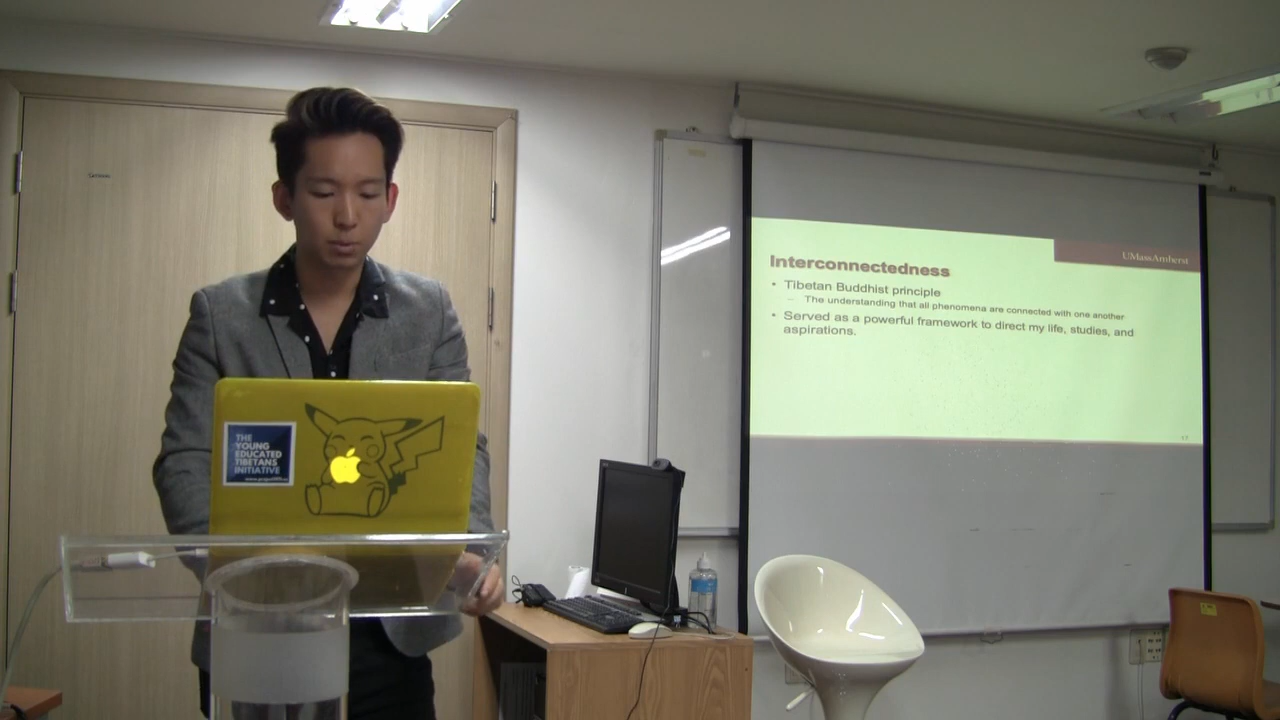 UMassAmherst
Interconnectedness
• Tibetan Buddhist principle
– The understanding that all phenomena are connected with one another
• Served as a powerful framework to direct my life, studies, and
aspirations.
THE
YOUNG
EDUCATED
TIBETANS
INITIATIVE